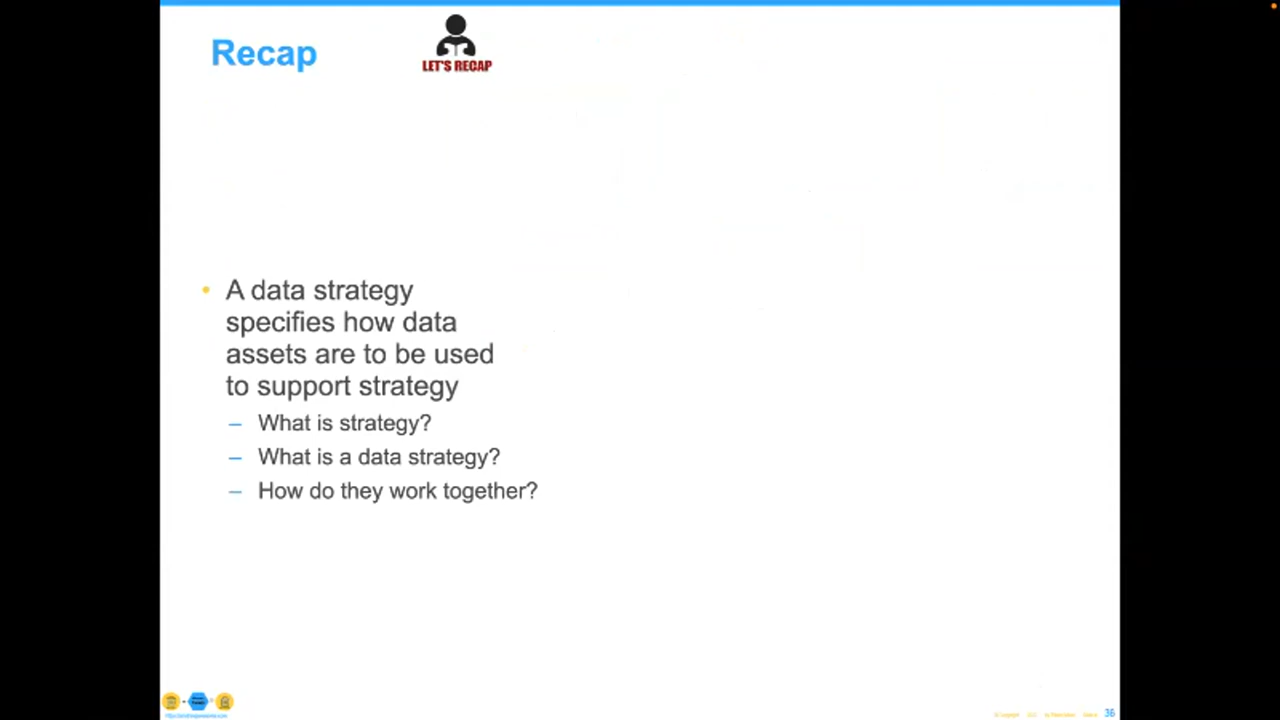 Recap
LET'S RECAP
• A data strategy
specifies how data
assets are to be used
to support strategy
– What is strategy?
– What is a data strategy?
– How do they work together?
36